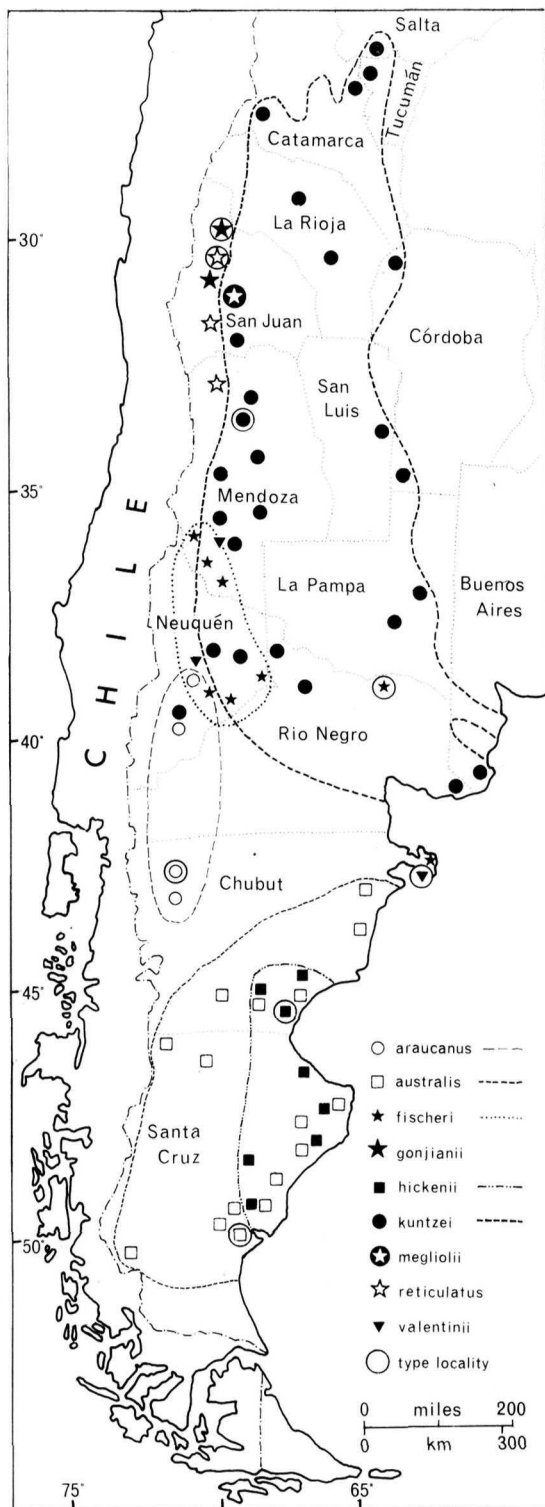 Salta
Tucumán
Catamarca
La Rioja
30°
San Juan
Córdoba
San
Luis
35°
Mendoza
CHILE
La Pampa
Buenos
Aires
Neuquén
Rio Negro
40°
Chubut
45°
araucanus
australis
fischeri
gonjianii
Santa
Cruz
hickenii
kuntzei
50°
megliolii
reticulatus
valentinii
type locality
0 miles 200
0 km 300
75°
65°